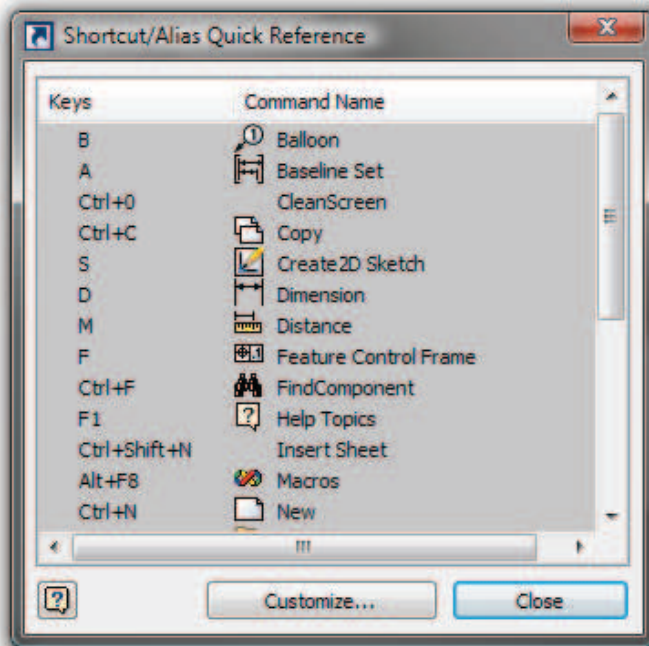 Shortcut/Alias Quick Reference
Keys Command Name
B Balloon
A Baseline Set
Ctrl+0 CleanScreen
Ctrl+C Copy
S Create2D Sketch
D Dimension
M Distance
F Feature Control Frame
Ctrl+F FindComponent
F1 Help Topics
Ctrl+Shift+N Insert Sheet
Alt+F8 Macros
Ctrl+N New
Customize... Close